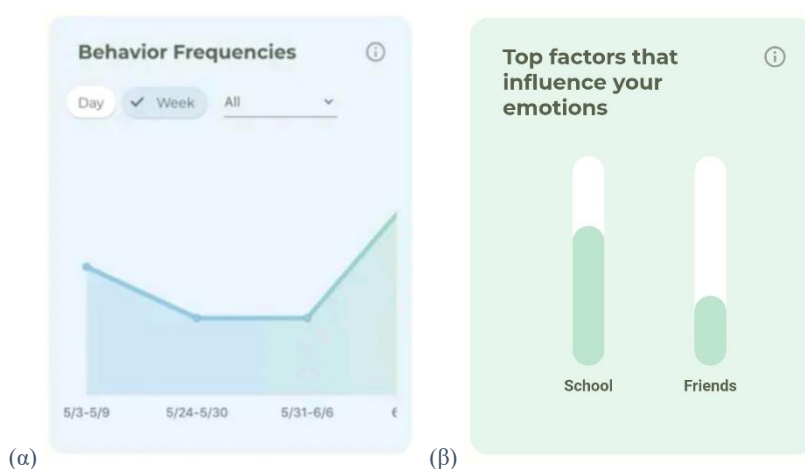 Behavior Frequencies
Day ✓ Week All
5/3-5/9 5/24-5/30 5/31-6/6
(α)
Top factors that
influence your
emotions
School Friends
(β)